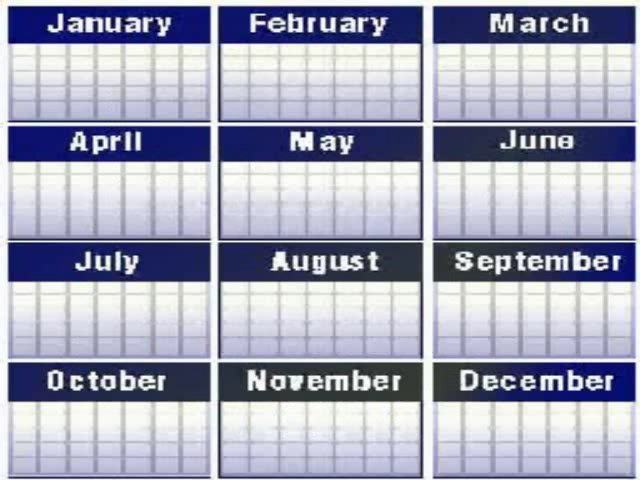 January February March
April May June
July August September
October November December